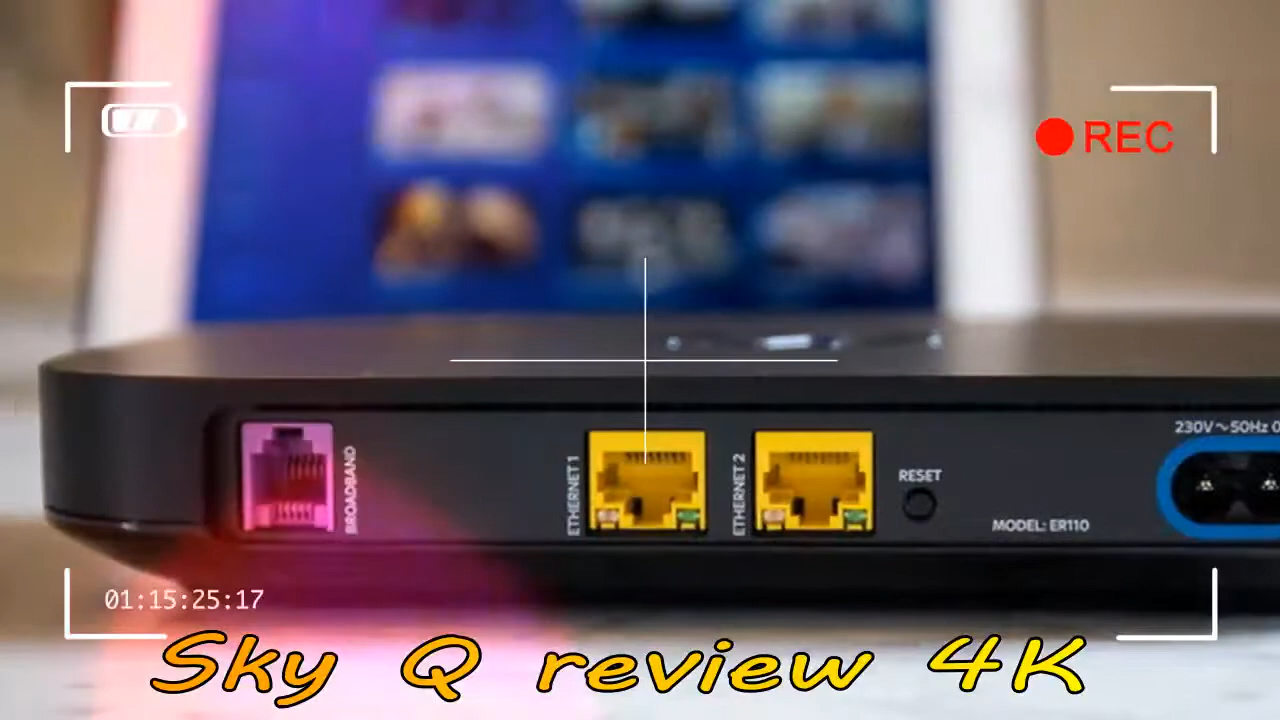 REC
230V~50Hz
BROADBAND
ETHERNET 1
ETHERNET 2
RESET
MODEL: ER110
01:15:25:17
Sky Q review 4K